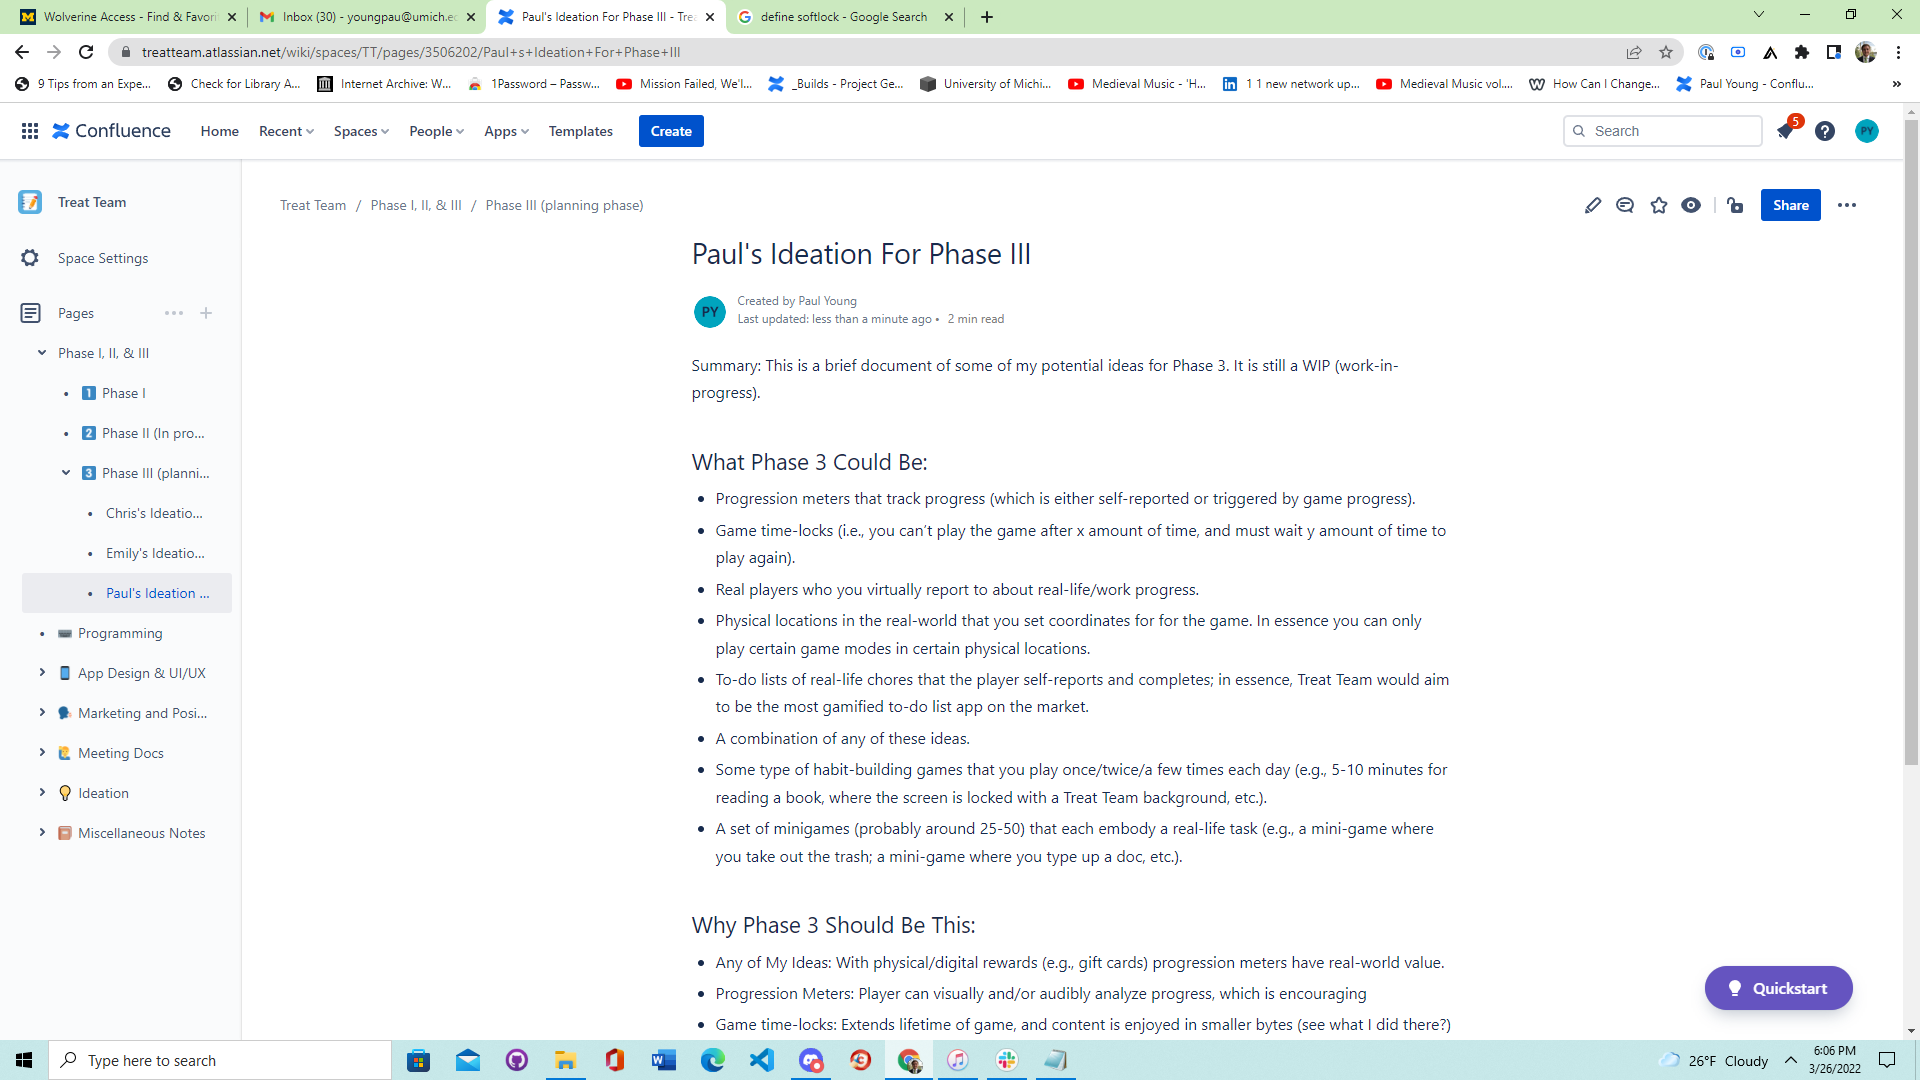 Wolverine Access - Find & Favori
Inbox (30) - youngpau@umich.ed
Paul's Ideation For Phase III - Trea
define softlock - Google Search
treatteam.atlassian.net/wiki/spaces/TT/pages/3506202/Paul+s+Ideation+For+Phase+III
9 Tips from an Expe...
Check for Library A...
Internet Archive: W...
1Password – Passw...
Mission Failed, We'l...
_Builds - Project Ge...
University of Michi...
Medieval Music - 'H...
1 1 new network up...
Medieval Music vol....
How Can I Change...
Paul Young - Conflu...
»
Confluence
Home
Recent
Spaces
People
Apps
Templates
Create
Search
5
PY
Treat Team
Space Settings
Pages
Phase I, II, & III
1 Phase I
2 Phase II (In pro...
3 Phase III (planni...
Chris's Ideatio...
Emily's Ideatio...
Paul's Ideation ...
Programming
App Design & UI/UX
Marketing and Posi...
Meeting Docs
Ideation
Miscellaneous Notes
Treat Team / Phase I, II, & III / Phase III (planning phase)
Share
Paul's Ideation For Phase III
PY
Created by Paul Young
Last updated: less than a minute ago • 2 min read
Summary: This is a brief document of some of my potential ideas for Phase 3. It is still a WIP (work-in-
progress).
What Phase 3 Could Be:
• Progression meters that track progress (which is either self-reported or triggered by game progress).
• Game time-locks (i.e., you can't play the game after x amount of time, and must wait y amount of time to
play again).
• Real players who you virtually report to about real-life/work progress.
• Physical locations in the real-world that you set coordinates for for the game. In essence you can only
play certain game modes in certain physical locations.
• To-do lists of real-life chores that the player self-reports and completes; in essence, Treat Team would aim
to be the most gamified to-do list app on the market.
• A combination of any of these ideas.
• Some type of habit-building games that you play once/twice/a few times each day (e.g., 5-10 minutes for
reading a book, where the screen is locked with a Treat Team background, etc.).
• A set of minigames (probably around 25-50) that each embody a real-life task (e.g., a mini-game where
you take out the trash; a mini-game where you type up a doc, etc.).
Why Phase 3 Should Be This:
• Any of My Ideas: With physical/digital rewards (e.g., gift cards) progression meters have real-world value.
• Progression Meters: Player can visually and/or audibly analyze progress, which is encouraging
• Game time-locks: Extends lifetime of game, and content is enjoyed in smaller bytes (see what I did there?)
Quickstart
Type here to search
26°F Cloudy
6:06 PM
3/26/2022